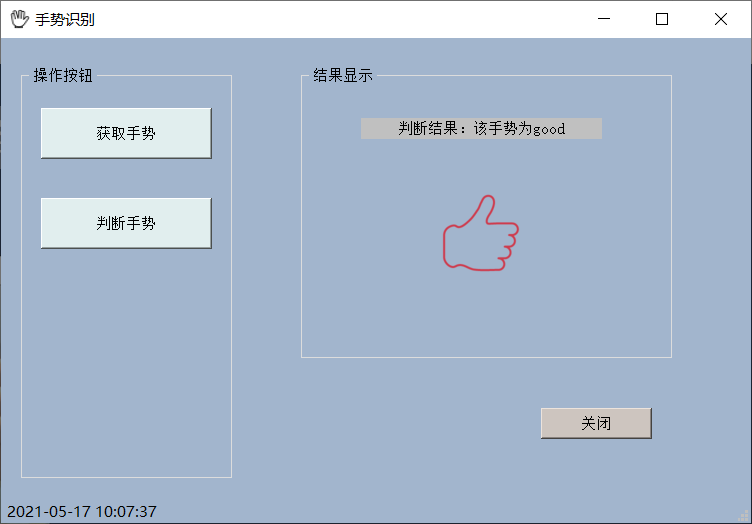 手势识别
操作按钮
获取手势
判断手势
结果显示
判断结果：该手势为good
关闭
2021-05-17 10:07:37